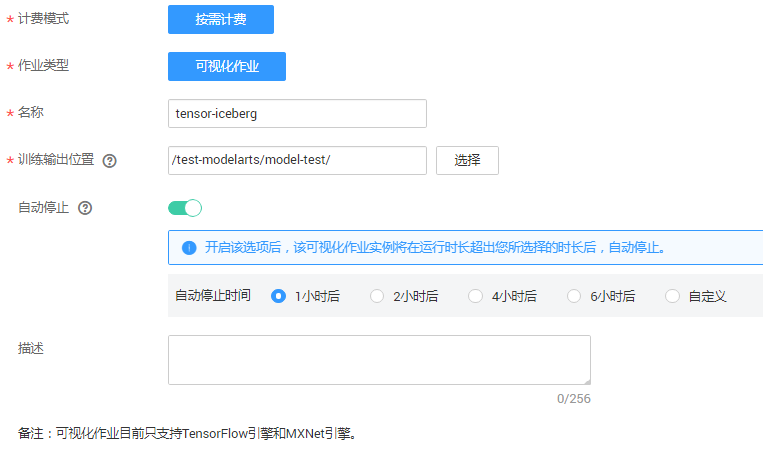 * 计费模式 按需计费
* 作业类型 可视化作业
* 名称 tensor-iceberg
* 训练输出位置 ? /test-modelarts/model-test/ 选择
自动停止 ?
i 开启该选项后，该可视化作业实例将在运行时长超出您所选择的时长后，自动停止。
自动停止时间 1小时后 2小时后 4小时后 6小时后 自定义
描述
0/256
备注：可视化作业目前只支持TensorFlow引擎和MXNet引擎。